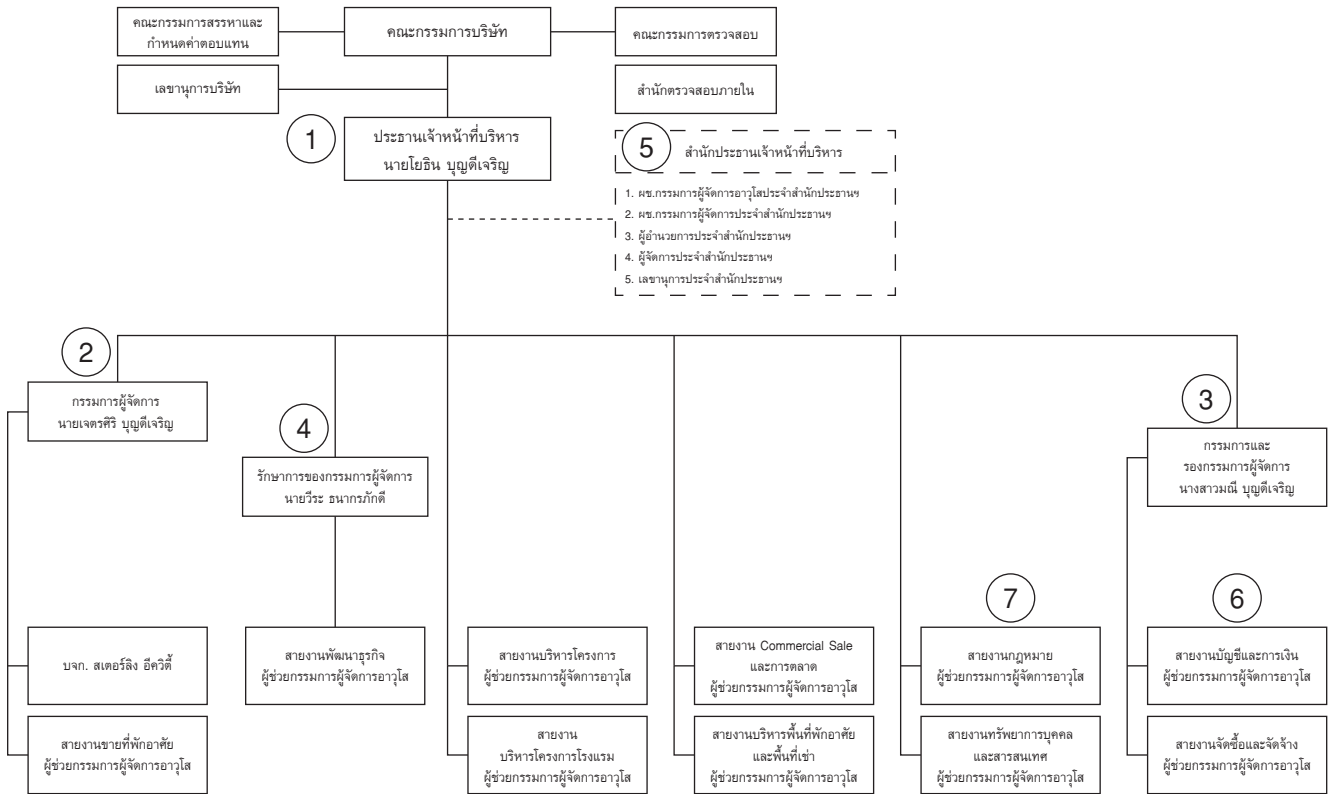 คณะกรรมการสรรหาและ
กำหนดค่าตอบแทน
คณะกรรมการบริษัท
คณะกรรมการตรวจสอบ
เลขานุการบริษัท
สำนักตรวจสอบภายใน
1
ประธานเจ้าหน้าที่บริหาร
นายโยธิน บุญดีเจริญ
5
สำนักประธานเจ้าหน้าที่บริหาร
1. ผช.กรรมการผู้จัดการอาวุโสประจำสำนักประธานฯ
2. ผช.กรรมการผู้จัดการประจำสำนักประธานฯ
3. ผู้อำนวยการประจำสำนักประธานฯ
4. ผู้จัดการประจำสำนักประธานฯ
5. เลขานุการประจำสำนักประธานฯ
2
กรรมการผู้จัดการ
นายเจตรศิริ บุญดีเจริญ
4
รักษาการรองกรรมการผู้จัดการ
นายวีระ ธนากรภักดี
3
กรรมการและ
รองกรรมการผู้จัดการ
นางสาวมณี บุญดีเจริญ
7
6
บจก. สเตอร์ลิง อีควิตี้
สายงานพัฒนาธุรกิจ
ผู้ช่วยกรรมการผู้จัดการอาวุโส
สายงานบริหารโครงการ
ผู้ช่วยกรรมการผู้จัดการอาวุโส
สายงาน Commercial Sale
และการตลาด
ผู้ช่วยกรรมการผู้จัดการอาวุโส
สายงานกฎหมาย
ผู้ช่วยกรรมการผู้จัดการอาวุโส
สายงานบัญชีและการเงิน
ผู้ช่วยกรรมการผู้จัดการอาวุโส
สายงานขายที่พักอาศัย
ผู้ช่วยกรรมการผู้จัดการอาวุโส
สายงาน
บริหารโครงการโรงแรม
ผู้ช่วยกรรมการผู้จัดการอาวุโส
สายงานบริหารพื้นที่พักอาศัย
และพื้นที่เช่า
ผู้ช่วยกรรมการผู้จัดการอาวุโส
สายงานทรัพยาการบุคคล
และสารสนเทศ
ผู้ช่วยกรรมการผู้จัดการอาวุโส
สายงานจัดซื้อและจัดจ้าง
ผู้ช่วยกรรมการผู้จัดการอาวุโส